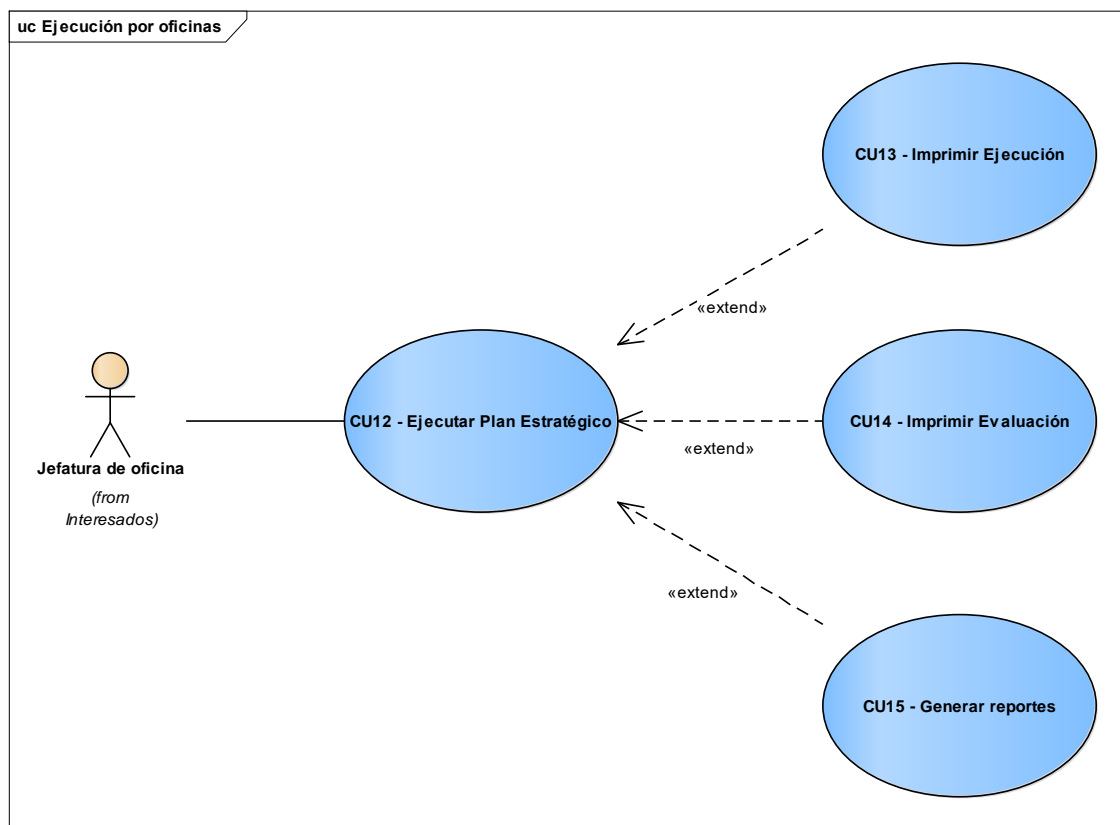 uc Ejecución por oficinas
CU13 - Imprimir Ejecución
«extend»
CU12 - Ejecutar Plan Estratégico
CU14 - Imprimir Evaluación
«extend»
Jefatura de oficina
(from
Interesados)
«extend»
CU15 - Generar reportes